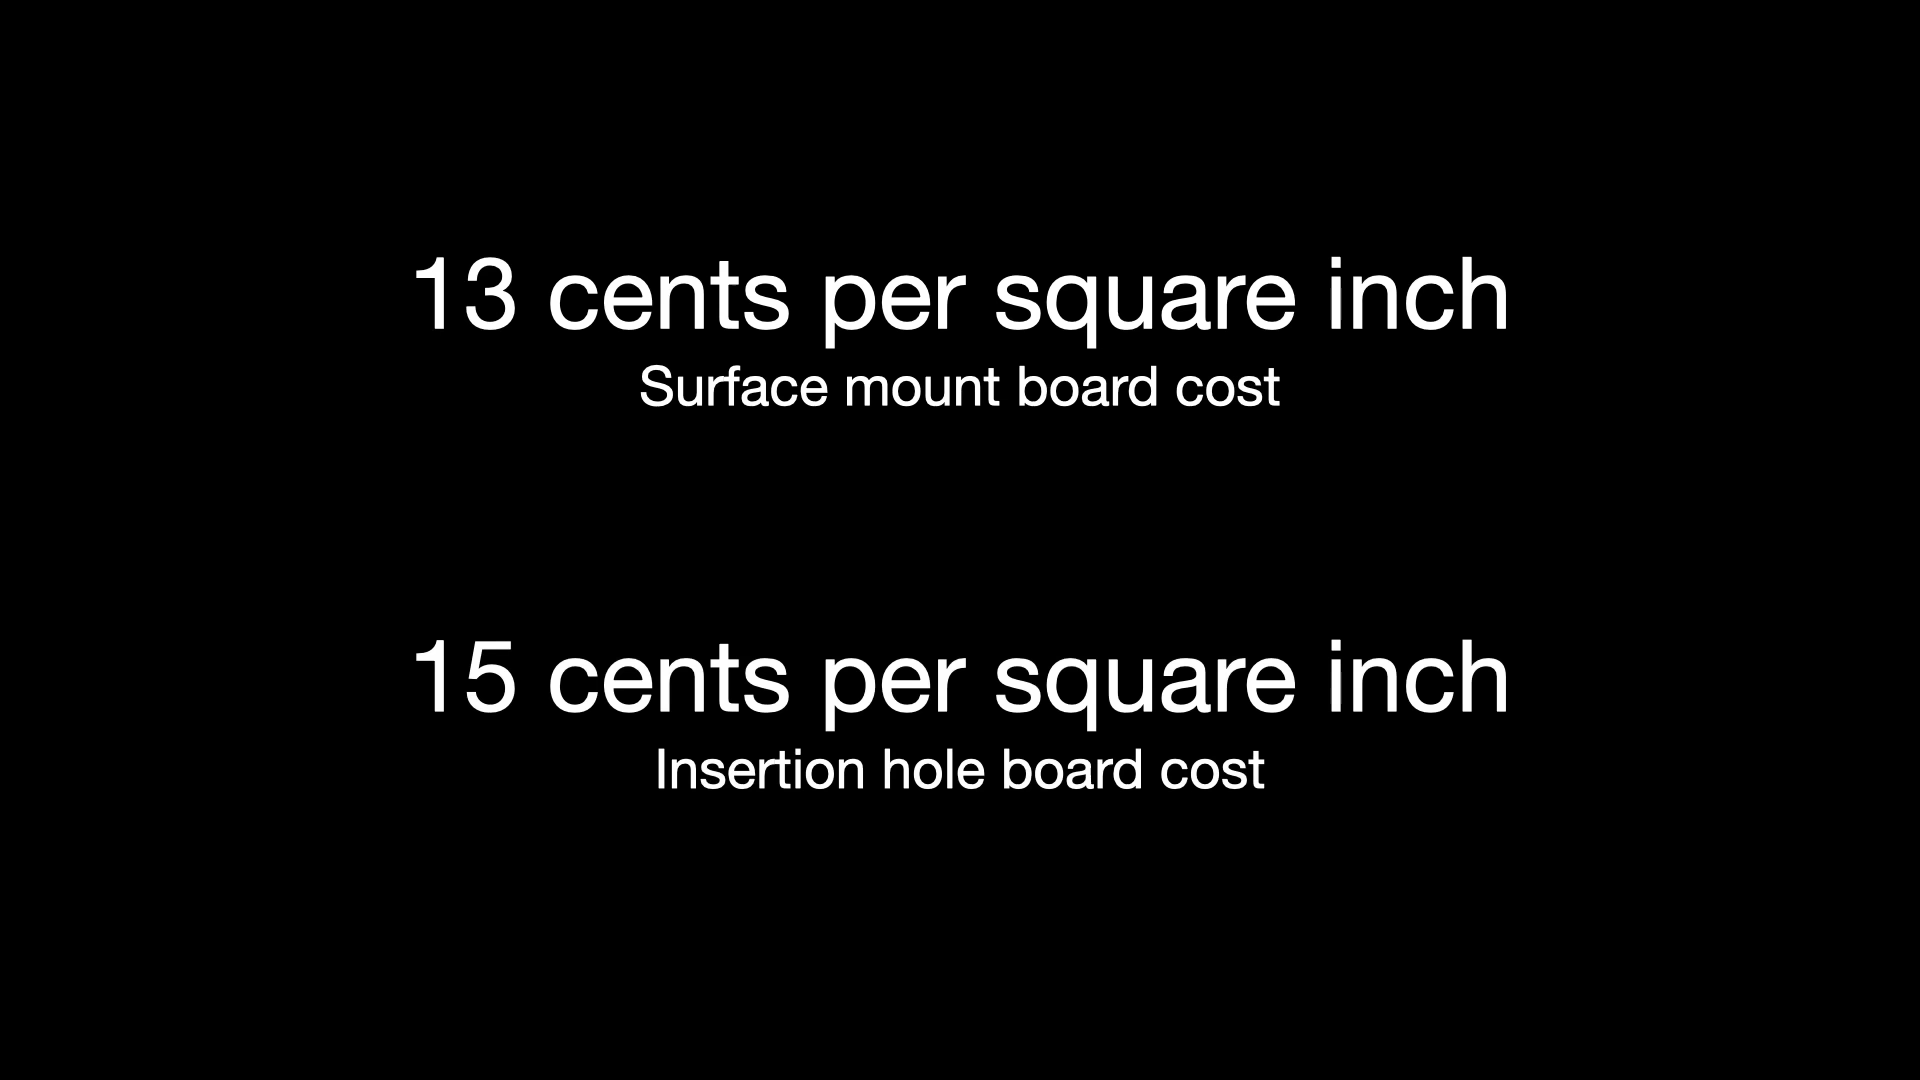 13 cents per square inch
Surface mount board cost
15 cents per square inch
Insertion hole board cost